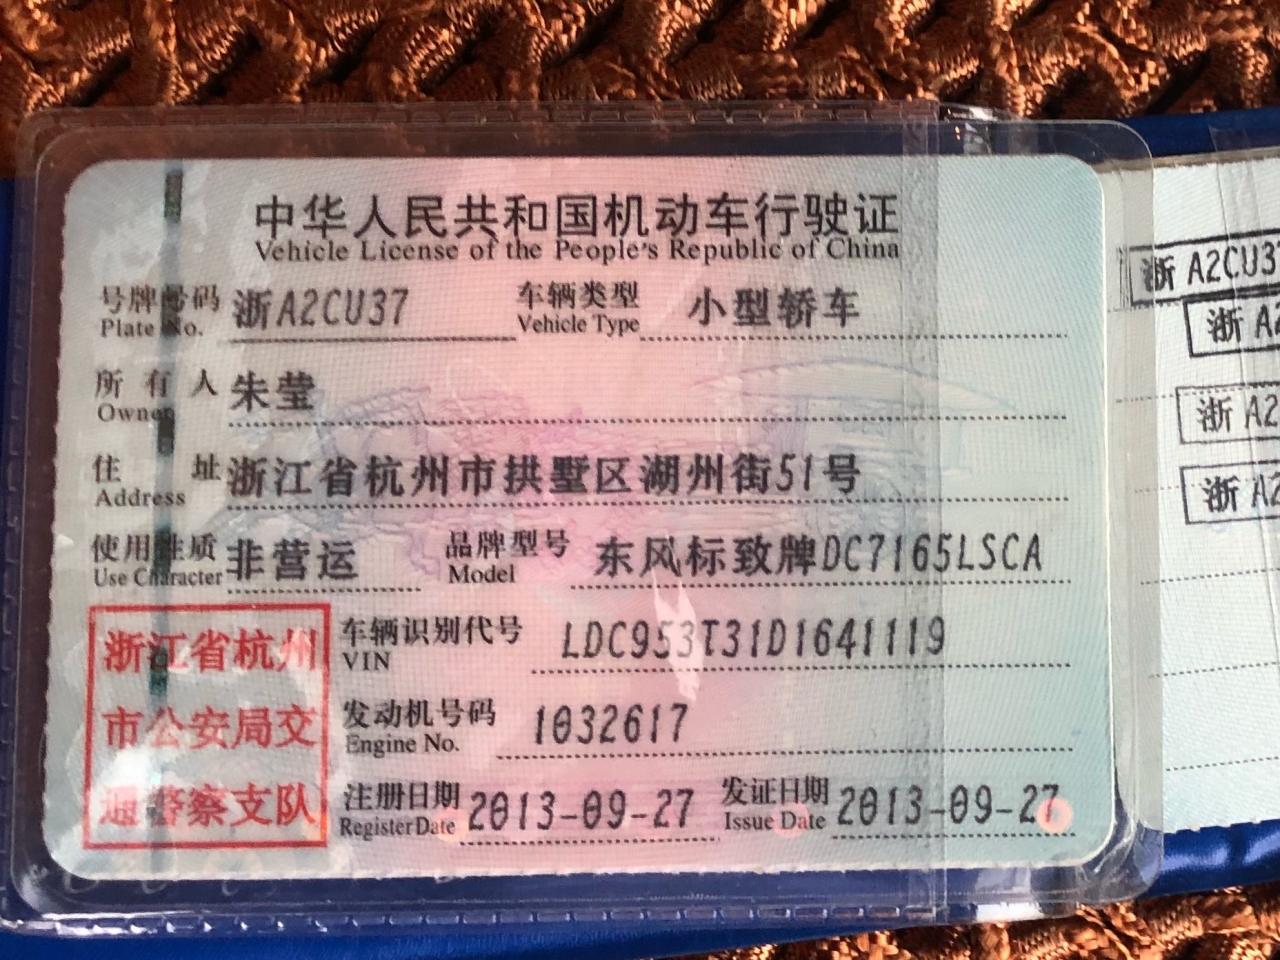 中华人民共和国机动车行驶证
Vehicle License of the People's Republic of China
号牌号码 浙A2CU37 车辆类型 小型轿车
Plate No. Vehicle Type
所有人 朱莹
Owner
住址 浙江省杭州市拱墅区湖州街51号
Address
使用性质 非营运 品牌型号 东风标致牌DC7165LSCA
Use Character Model
浙江省杭州
市公安局交
通警察支队
车辆识别代号 LDC953T31D1641119
VIN
发动机号码 1032617
Engine No.
注册日期 2013-09-27 发证日期 2013-09-27
Register Date Issue Date
浙 A2CU37
浙 A2
浙 A2
浙 A2